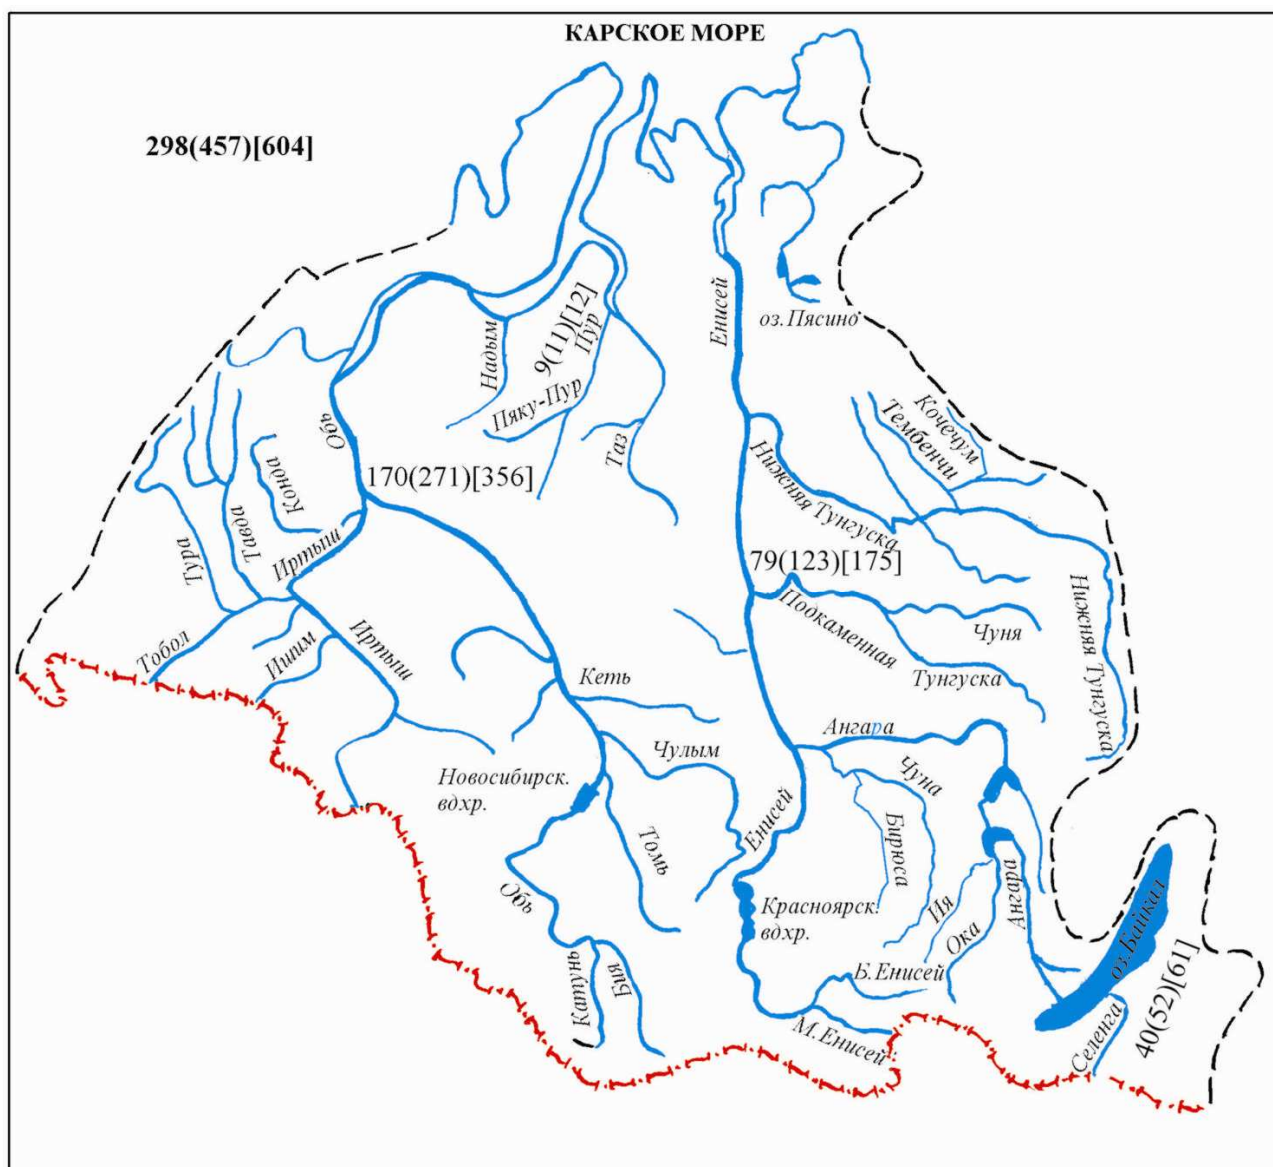 КАРСКОЕ МОРЕ
298(457)[604]
Енисей
оз.Пясино
Надым
9(11)[12]
Пур
Пяку-Пур
Таз
Обь
Кочечум
Тембенчи
Конда
170(271)[356]
Нижняя Тунгуска
Тавда
Тура
Иртыш
79(123)[175]
Подкаменная
Тунгуска
Чуня
Нижняя Тунгуска
Тобол
Ишим
Иртыш
Кеть
Ангара
Чулым
Чуна
Новосибирск.
вдхр.
Енисей
Бирюса
Томь
Обь
Красноярск.
вдхр.
Ия
Ока
Ангара
оз.Байкал
40(52)[61]
Катунь
Бия
Б.Енисей
М.Енисей
Селенга